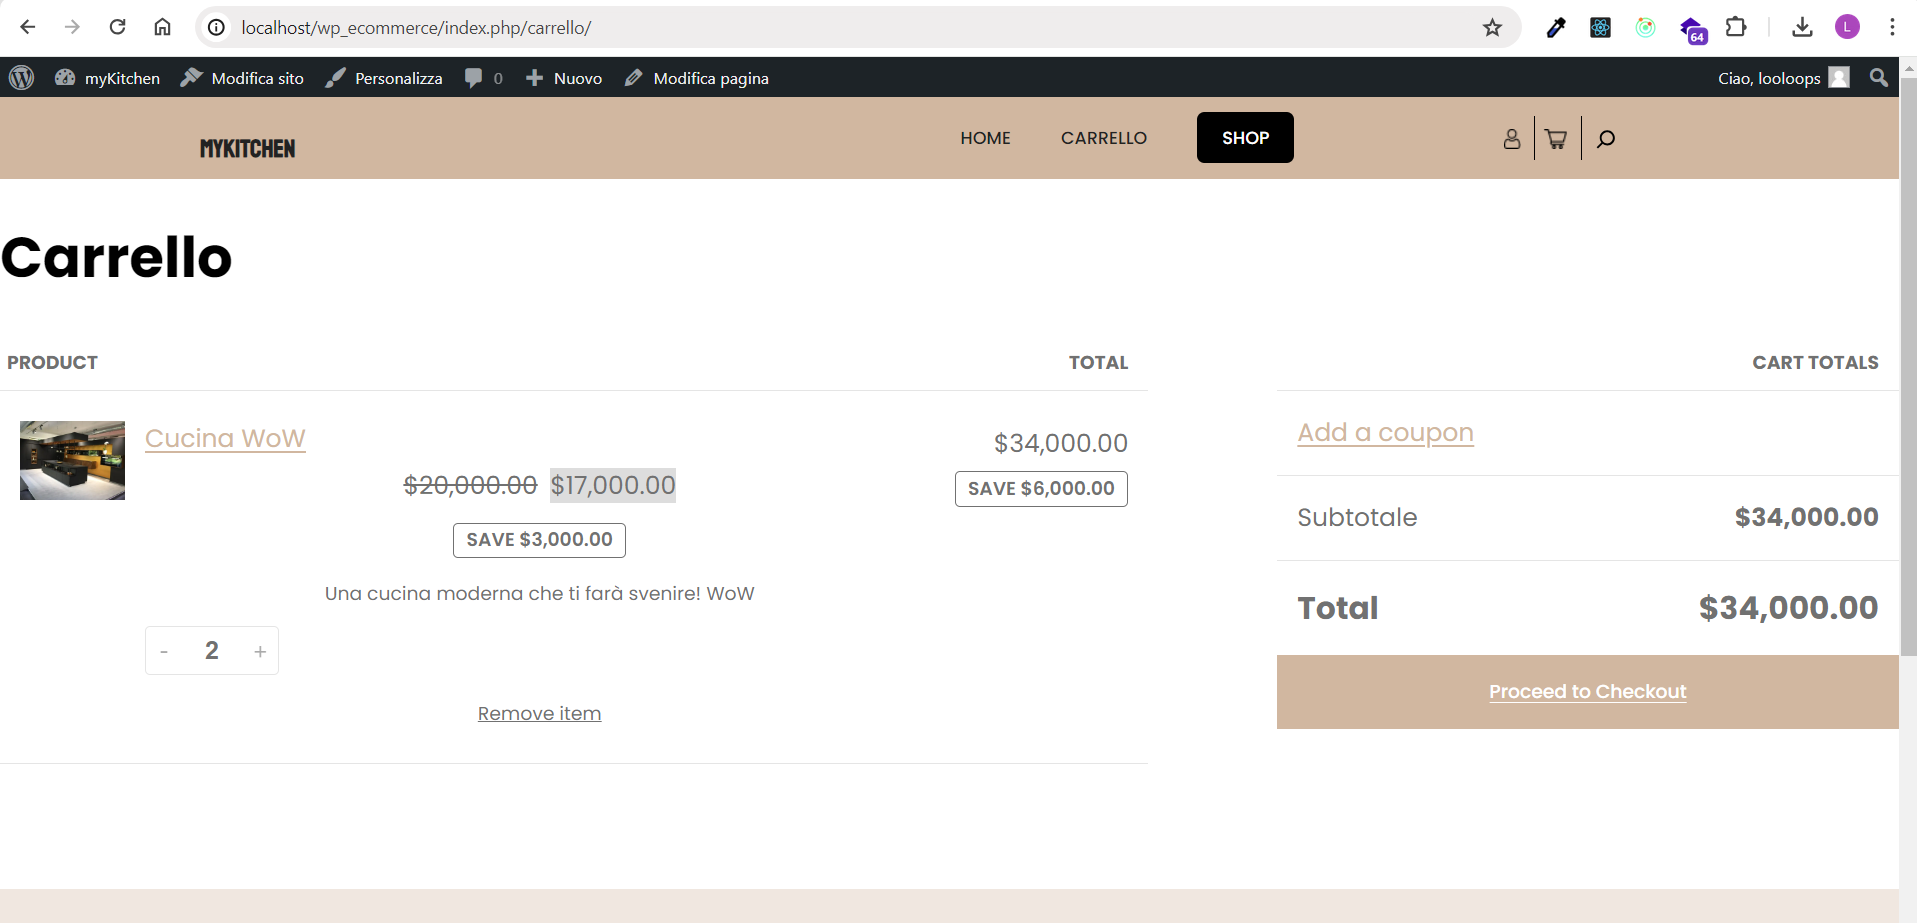 localhost/wp_ecommerce/index.php/carrello/
64
L
myKitchen
Modifica sito
Personalizza
0
Nuovo
Modifica pagina
Ciao, looloops
MYKITCHEN
HOME
CARRELLO
SHOP
Carrello
PRODUCT
TOTAL
CART TOTALS
Cucina WoW
$20,000.00 $17,000.00
SAVE $3,000.00
Una cucina moderna che ti farà svenire! WoW
- 2 +
Remove item
$34,000.00
SAVE $6,000.00
Add a coupon
Subtotale $34,000.00
Total $34,000.00
Proceed to Checkout